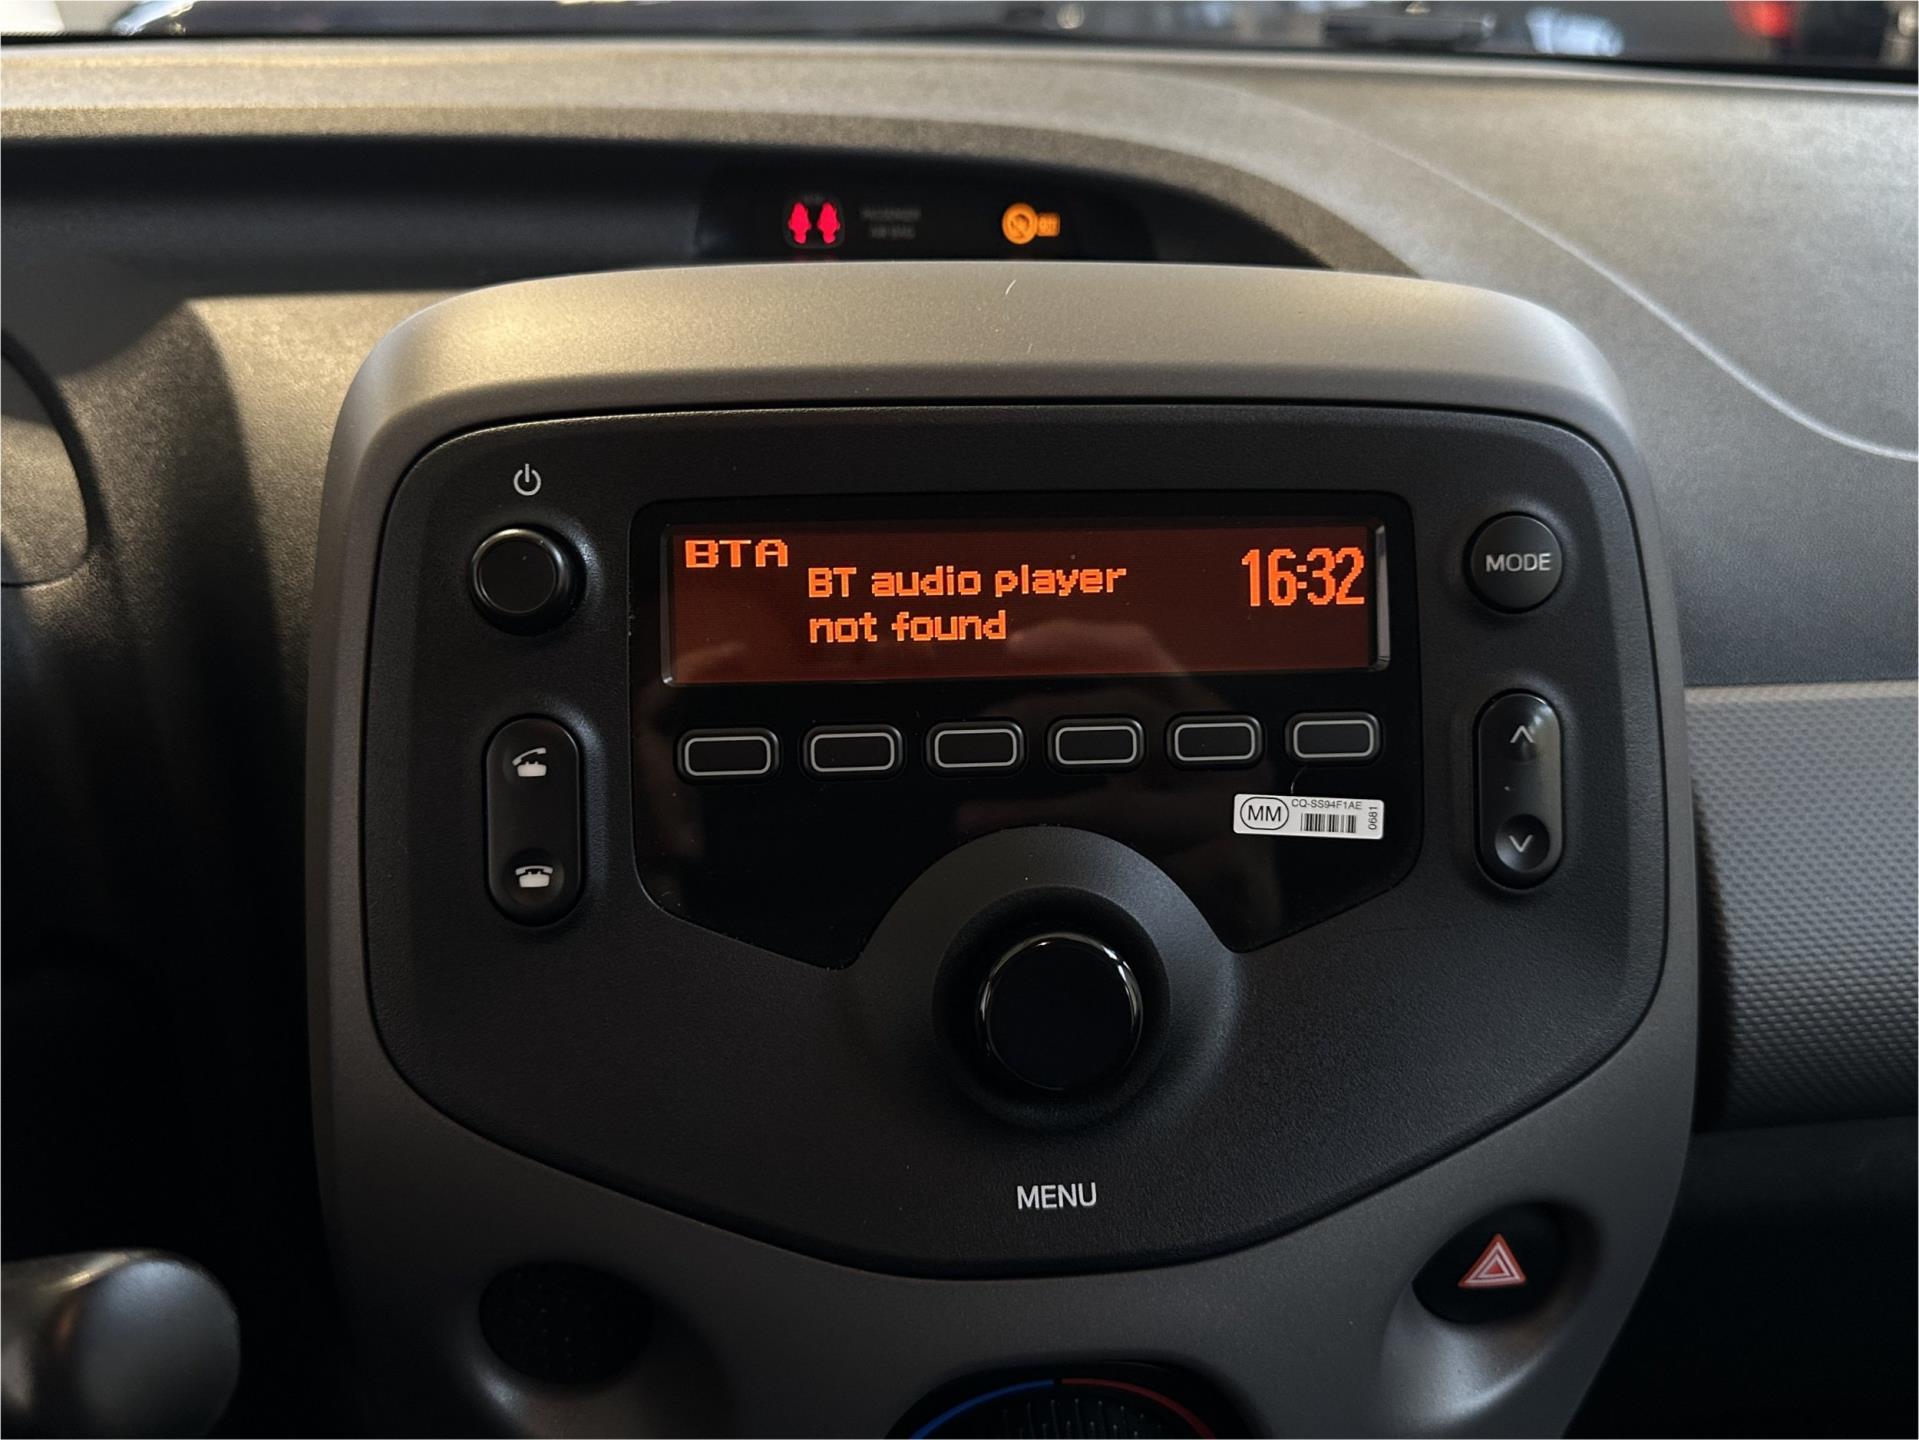 BTA
BT audio player
not found
16:32
MODE
MM
CQ-SS94F1AE
0681
MENU